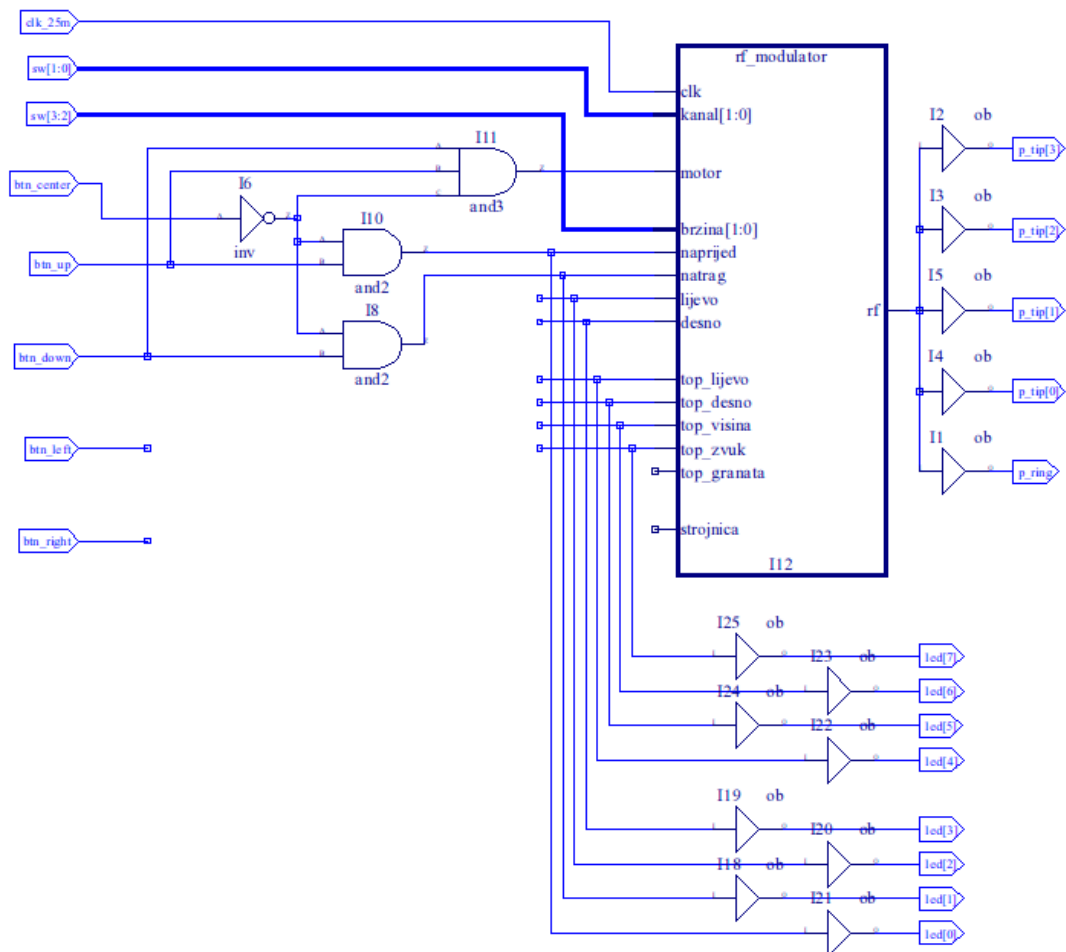 clk_25m
rf_modulator
sw[1:0]
clk
sw[3:2]
kanal[1:0]
I2 ob
I11
A
B
C
Z
and3
motor
I
O
p_tip[3]
btn_center
I6
A
Z
inv
I10
A
B
Z
and2
I3 ob
brzina[1:0]
O
p_tip[2]
btn_up
naprijed
natrag
I8
A
B
Z
and2
lijevo
desno
rf
I5 ob
O
p_tip[1]
btn_down
I4 ob
O
p_tip[0]
top_lijevo
top_desno
top_visina
top_zvuk
top_granata
btn_left
I1 ob
O
p_ring
strojnica
btn_right
I12
I25 ob
I
O
led[7]
I23 ob
I
O
led[6]
I24 ob
I
O
led[5]
I22 ob
I
O
led[4]
I19 ob
I
O
led[3]
I20 ob
I
O
led[2]
I18 ob
I
O
led[1]
I21 ob
I
O
led[0]